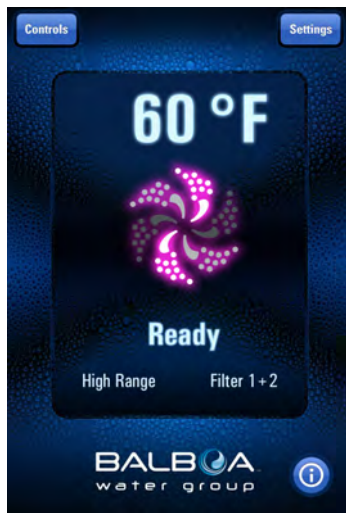 Controls Settings
60 °F
Ready
High Range Filter 1+2
BALBOA
water group
i